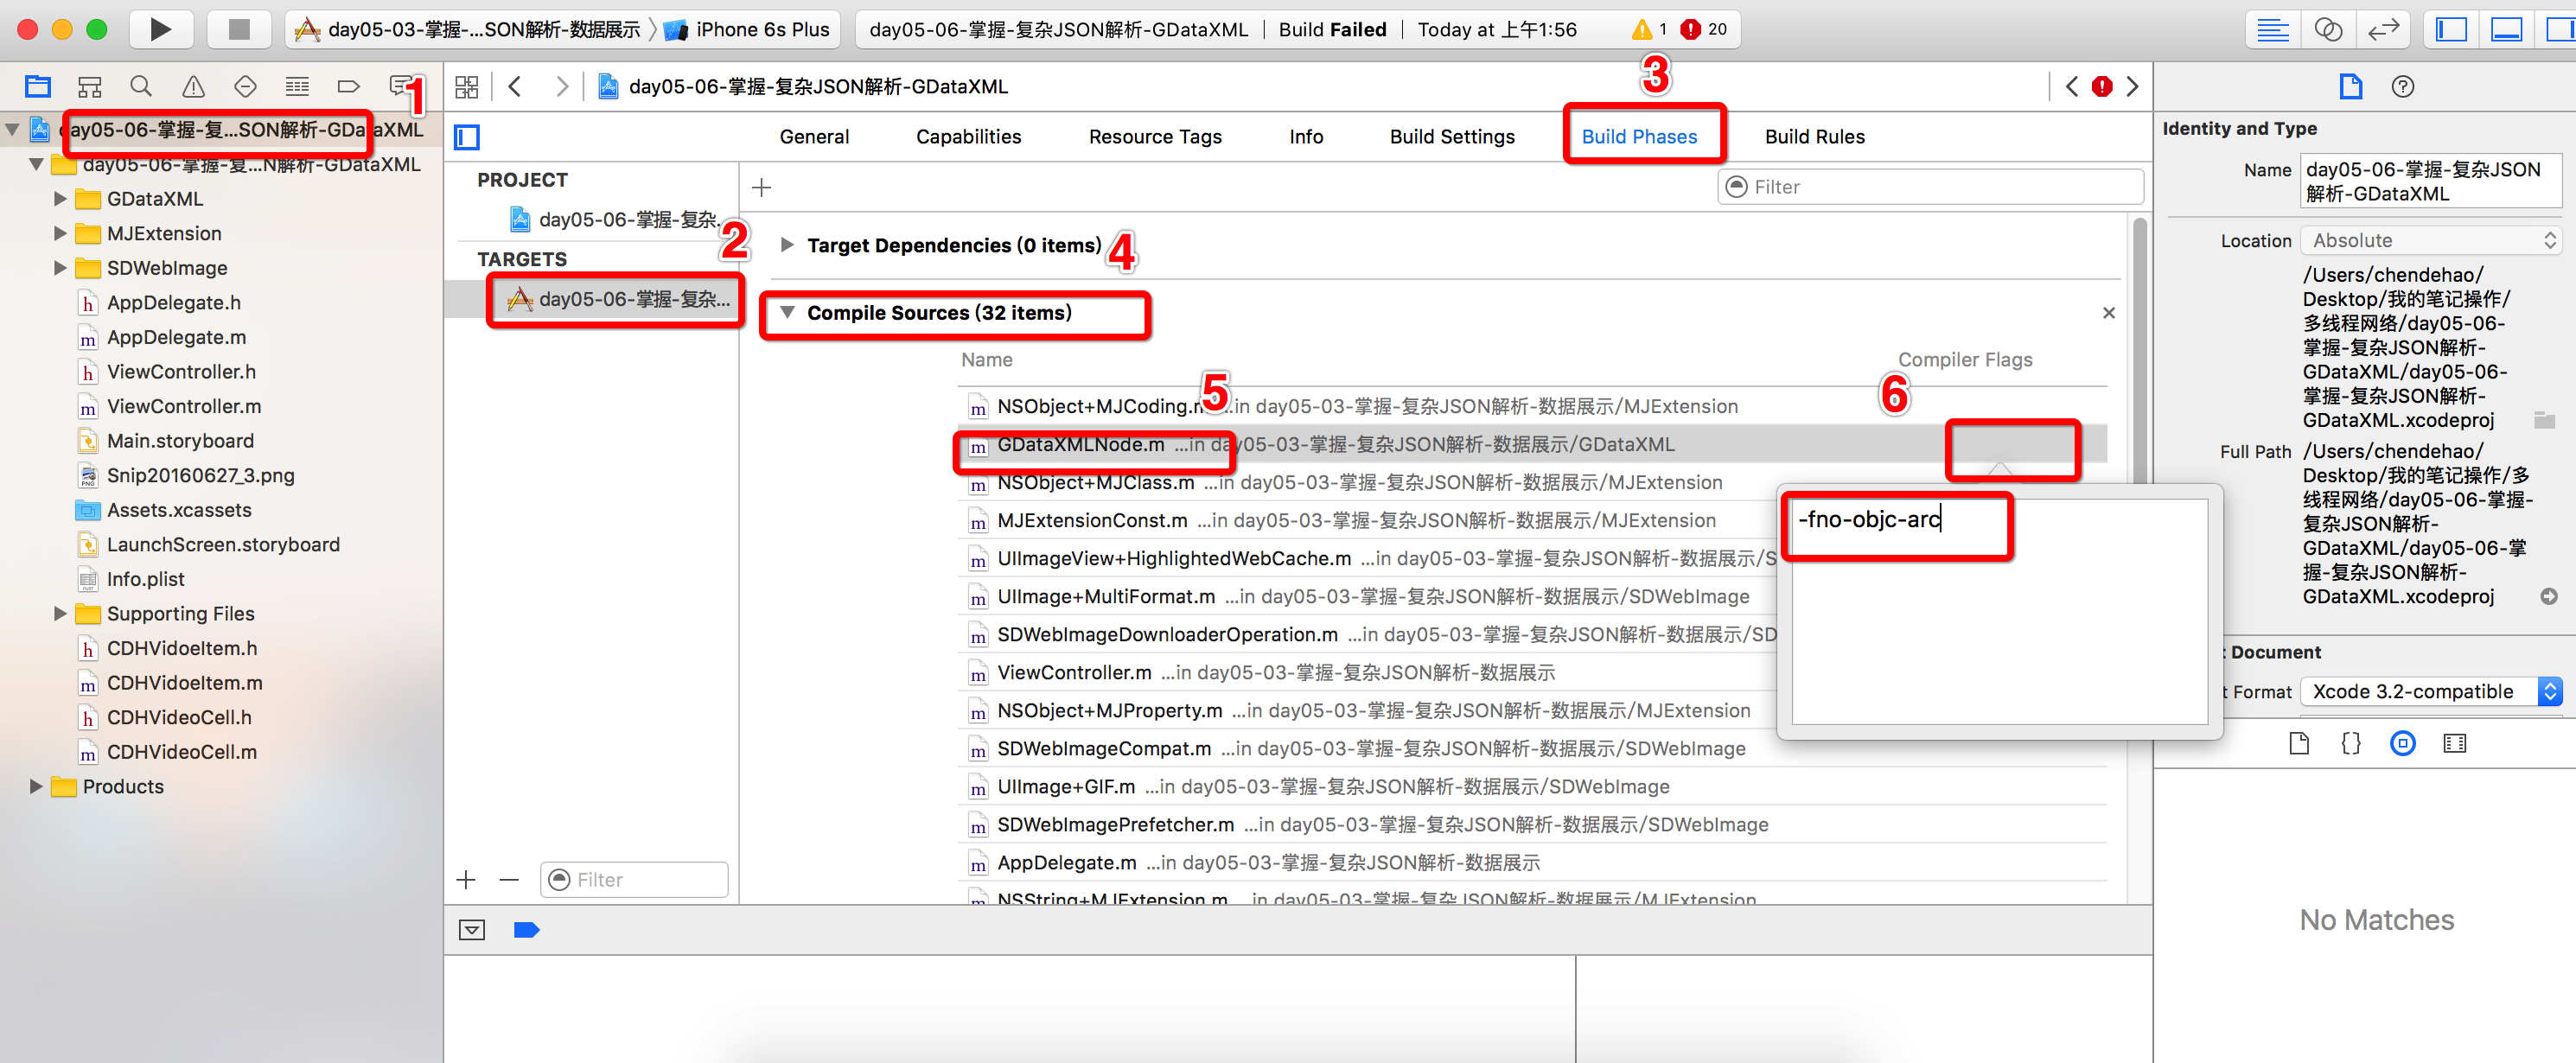 day05-03-掌握-...SON解析-数据展示 iPhone 6s Plus
day05-06-掌握-复杂JSON解析-GDataXML Build Failed Today at 上午1:56 1 20
1
3
day05-06-掌握-复杂JSON解析-GDataXML
day05-06-掌握-复...SON解析-GDataXML
day05-06-掌握-复...N解析-GDataXML
GDataXML
MJExtension
SDWebImage
AppDelegate.h
AppDelegate.m
ViewController.h
ViewController.m
Main.storyboard
Snip20160627_3.png
Assets.xcassets
LaunchScreen.storyboard
Info.plist
Supporting Files
CDHVidoeItem.h
CDHVidoeItem.m
CDHVideoCell.h
CDHVideoCell.m
Products
General Capabilities Resource Tags Info Build Settings Build Phases Build Rules
PROJECT
day05-06-掌握-复杂...
2
TARGETS
day05-06-掌握-复杂...
Filter
Filter
Target Dependencies (0 items)
4
Compile Sources (32 items)
Name Compiler Flags
5
6
NSObject+MJCoding.m ...in day05-03-掌握-复杂JSON解析-数据展示/MJExtension
GDataXMLNode.m ...in day05-03-掌握-复杂JSON解析-数据展示/GDataXML
NSObject+MJClass.m ...in day05-03-掌握-复杂JSON解析-数据展示/MJExtension
MJExtensionConst.m ...in day05-03-掌握-复杂JSON解析-数据展示/MJExtension
UIImageView+HighlightedWebCache.m ...in day05-03-掌握-复杂JSON解析-数据展示/S
UIImage+MultiFormat.m ...in day05-03-掌握-复杂JSON解析-数据展示/SDWebImage
SDWebImageDownloaderOperation.m ...in day05-03-掌握-复杂JSON解析-数据展示/SD
ViewController.m ...in day05-03-掌握-复杂JSON解析-数据展示
NSObject+MJProperty.m ...in day05-03-掌握-复杂JSON解析-数据展示/MJExtension
SDWebImageCompat.m ...in day05-03-掌握-复杂JSON解析-数据展示/SDWebImage
UIImage+GIF.m ...in day05-03-掌握-复杂JSON解析-数据展示/SDWebImage
SDWebImagePrefetcher.m ...in day05-03-掌握-复杂JSON解析-数据展示/SDWebImage
AppDelegate.m ...in day05-03-掌握-复杂JSON解析-数据展示
NSString+MJExtension.m ...in day05-03-掌握-复杂JSON解析-数据展示/MJExtension
-fno-objc-arc
Identity and Type
Name day05-06-掌握-复杂JSON
解析-GDataXML
Location Absolute
/Users/chendehao/
Desktop/我的笔记操作/
多线程网络/day05-06-
掌握-复杂JSON解析-
GDataXML/day05-06-
掌握-复杂JSON解析-
GDataXML.xcodeproj
Full Path /Users/chendehao/
Desktop/我的笔记操作/多
线程网络/day05-06-掌握-
复杂JSON解析-
GDataXML/day05-06-掌
握-复杂JSON解析-
GDataXML.xcodeproj
t Document
t Format Xcode 3.2-compatible
No Matches